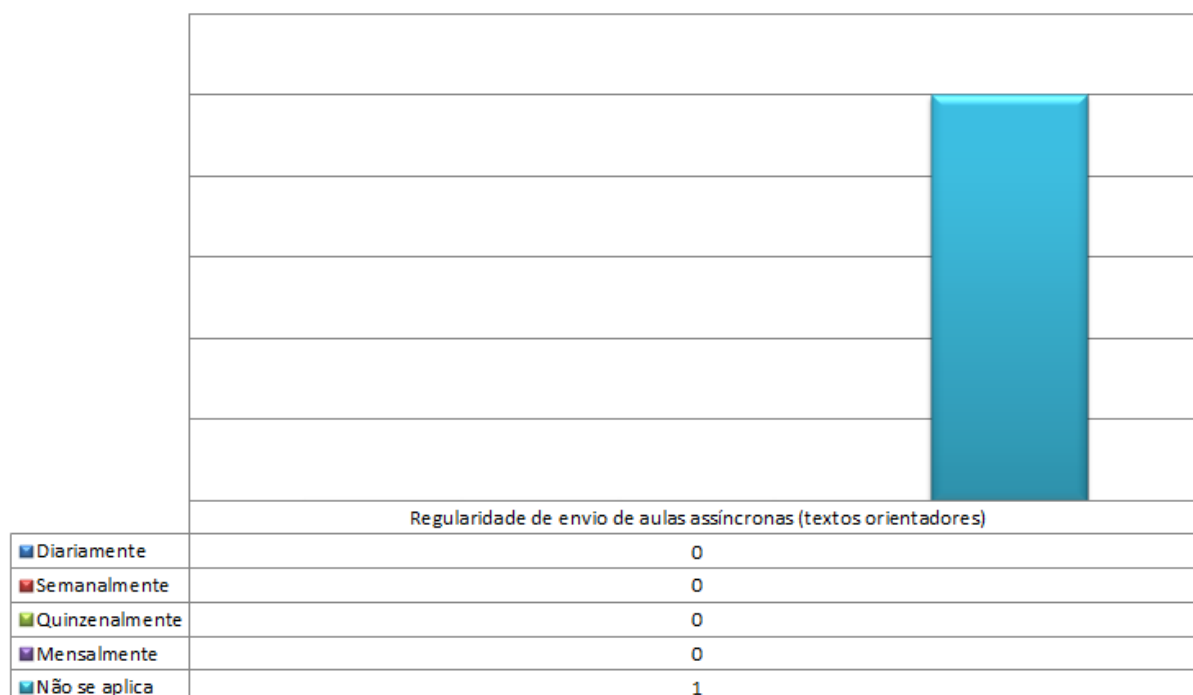 Regularidade de envio de aulas assíncronas (textos orientadores)
Diariamente 0
Semanalmente 0
Quinzenalmente 0
Mensalmente 0
Não se aplica 1